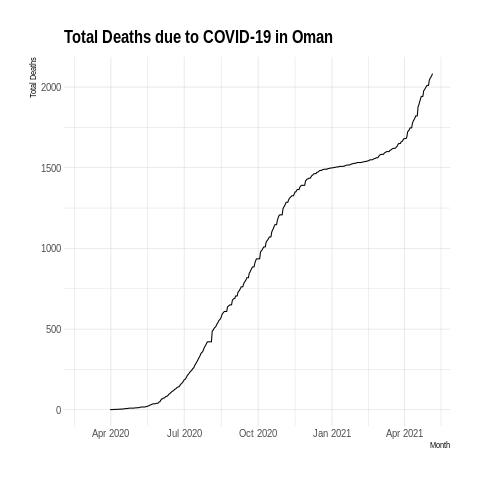 Total Deaths due to COVID-19 in Oman
Total Deaths
2000
1500
1000
500
0
Apr 2020 Jul 2020 Oct 2020 Jan 2021 Apr 2021
Month